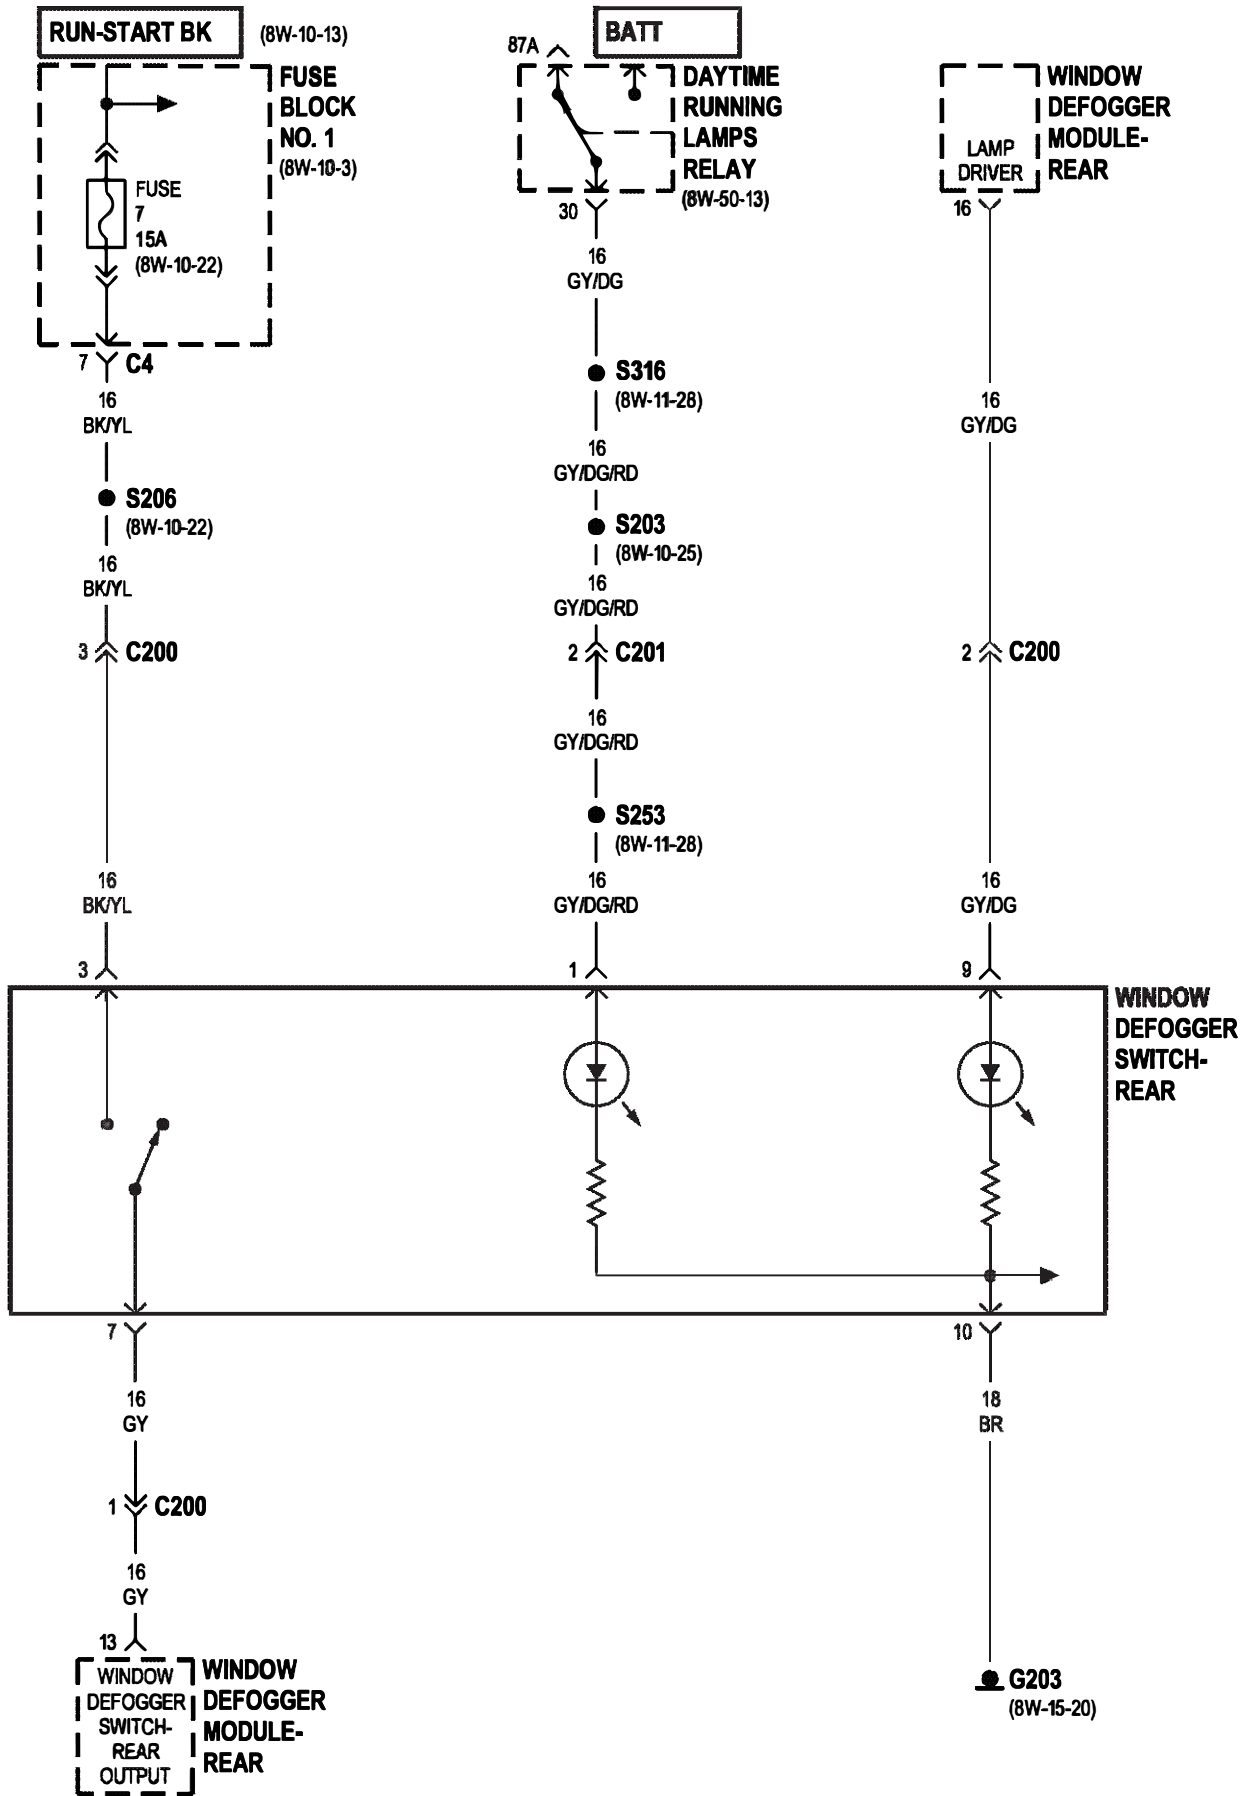 RUN-START BK
(8W-10-13)
FUSE
BLOCK
NO. 1
(8W-10-3)
FUSE
7
15A
(8W-10-22)
7
C4
16
BK/YL
S206
(8W-10-22)
16
BK/YL
3
C200
16
BK/YL
3
BATT
87A
DAYTIME
RUNNING
LAMPS
RELAY
(8W-50-13)
30
16
GY/DG
S316
(8W-11-28)
16
GY/DG/RD
S203
(8W-10-25)
16
GY/DG/RD
2
C201
16
GY/DG/RD
S253
(8W-11-28)
16
GY/DG/RD
1
WINDOW
DEFOGGER
MODULE-
REAR
LAMP
DRIVER
16
16
GY/DG
2
C200
16
GY/DG
9
WINDOW
DEFOGGER
SWITCH-
REAR
7
16
GY
1
C200
16
GY
13
WINDOW
DEFOGGER
SWITCH-
REAR
OUTPUT
WINDOW
DEFOGGER
MODULE-
REAR
10
18
BR
G203
(8W-15-20)